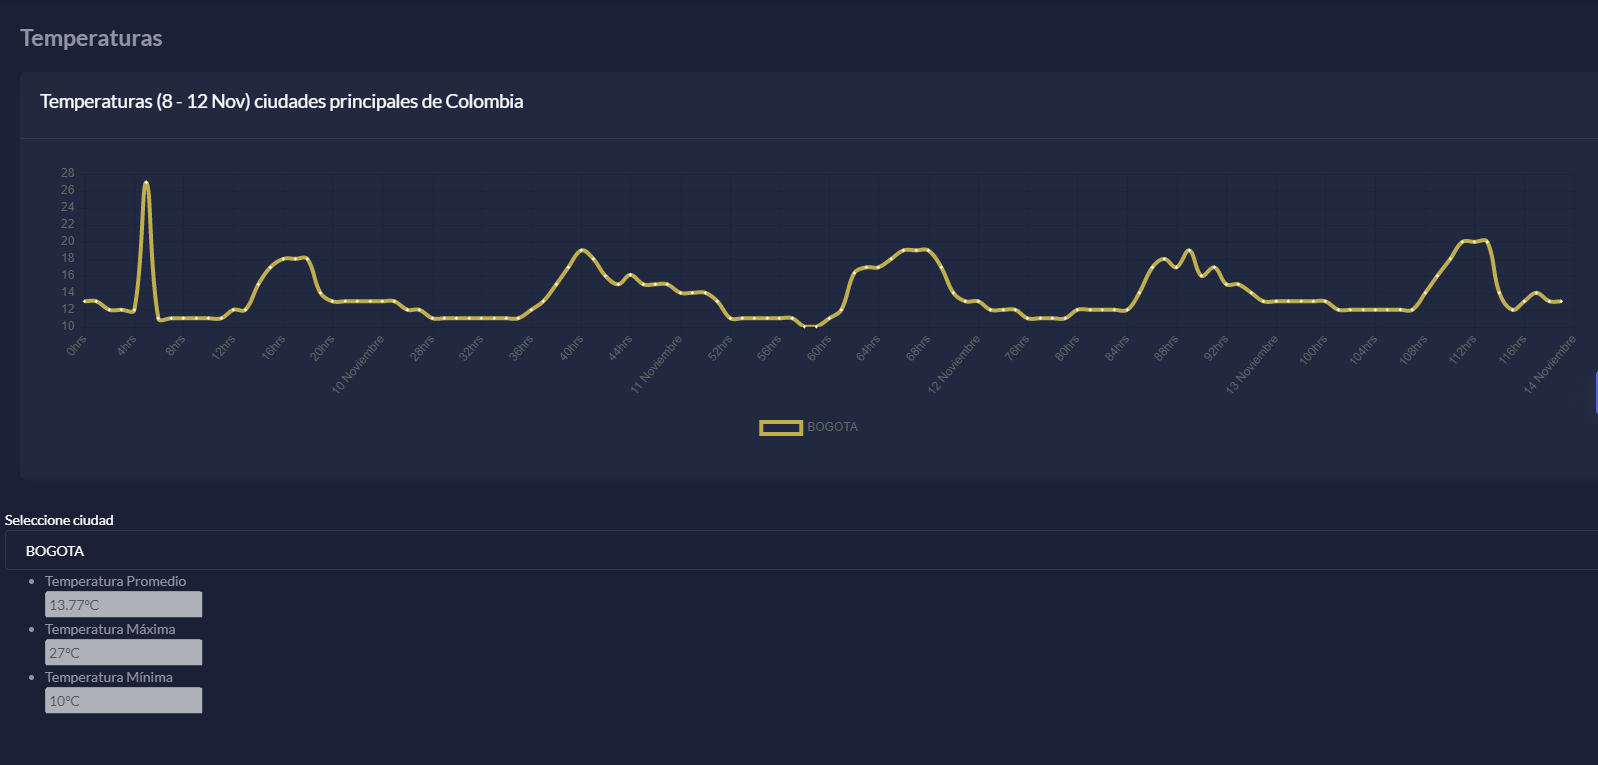 Temperaturas
Temperaturas (8 - 12 Nov) ciudades principales de Colombia
28
26
24
22
20
18
16
14
12
10
0hrs 4hrs 8hrs 12hrs 16hrs 20hrs 10 Noviembre 28hrs 32hrs 36hrs 40hrs 44hrs 11 Noviembre 52hrs 56hrs 60hrs 64hrs 68hrs 12 Noviembre 76hrs 80hrs 84hrs 88hrs 92hrs 13 Noviembre 100hrs 104hrs 108hrs 112hrs 116hrs 14 Noviembre
BOGOTA
Seleccione ciudad
BOGOTA
Temperatura Promedio
13.77°C
Temperatura Máxima
27°C
Temperatura Mínima
10°C